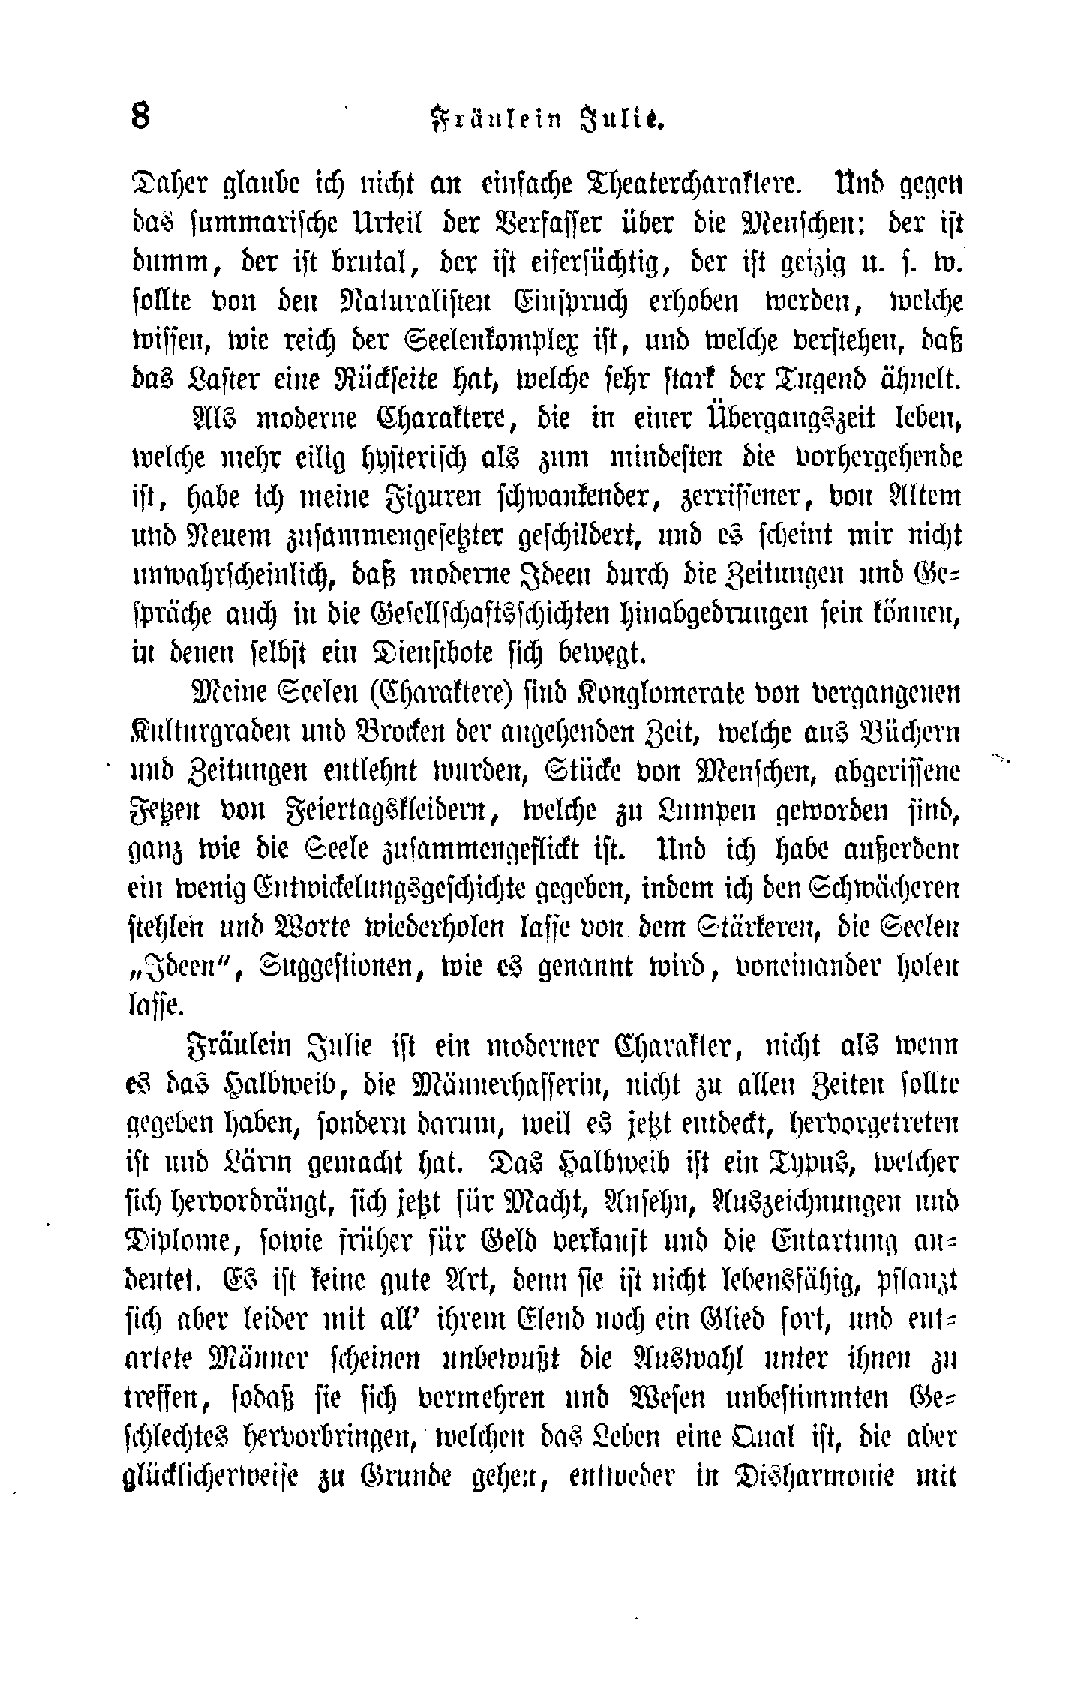 8 Fräulein Julie.
Daher glaube ich nicht an einfache Theatercharaktere. Und gegen
das summarische Urteil der Verfasser über die Menschen: der ist
dumm, der ist brutal, der ist eifersüchtig, der ist geizig u. s. w.
sollte von den Naturalisten Einspruch erhoben werden, welche
wissen, wie reich der Seelenkomplex ist, und welche verstehen, daß
das Laster eine Rückseite hat, welche sehr stark der Tugend ähnelt.
Als moderne Charaktere, die in einer Übergangszeit leben,
welche mehr eilig hysterisch als zum mindesten die vorhergehende
ist, habe ich meine Figuren schwankender, zerrissener, von Altem
und Neuem zusammengesetzter geschildert, und es scheint mir nicht
unwahrscheinlich, daß moderne Ideen durch die Zeitungen und Ge-
spräche auch in die Gesellschaftsschichten hinabgedrungen sein können,
in denen selbst ein Dienstbote sich bewegt.
Meine Seelen (Charaktere) sind Konglomerate von vergangenen
Kulturgraden und Brocken der angehenden Zeit, welche aus Büchern
und Zeitungen entlehnt wurden, Stücke von Menschen, abgerissene
Fetzen von Feiertagskleidern, welche zu Lumpen geworden sind,
ganz wie die Seele zusammengeflickt ist. Und ich habe außerdem
ein wenig Entwickelungsgeschichte gegeben, indem ich den Schwächeren
stehlen und Worte wiederholen lasse von dem Stärkeren, die Seelen
„Ideen", Suggestionen, wie es genannt wird, voneinander holen
lasse.
Fräulein Julie ist ein moderner Charakter, nicht als wenn
es das Halbweib, die Männerhasserin, nicht zu allen Zeiten sollte
gegeben haben, sondern darum, weil es jetzt entdeckt, hervorgetreten
ist und Lärm gemacht hat. Das Halbweib ist ein Typus, welcher
sich hervordrängt, sich jetzt für Macht, Ansehn, Auszeichnungen und
Diplome, sowie früher für Geld verkauft und die Entartung an-
deutet. Es ist keine gute Art, denn sie ist nicht lebensfähig, pflanzt
sich aber leider mit all' ihrem Elend noch ein Glied fort, und ent-
artete Männer scheinen unbewußt die Auswahl unter ihnen zu
treffen, sodaß sie sich vermehren und Wesen unbestimmten Ge-
schlechtes hervorbringen, welchen das Leben eine Qual ist, die aber
glücklicherweise zu Grunde gehen, entweder in Disharmonie mit